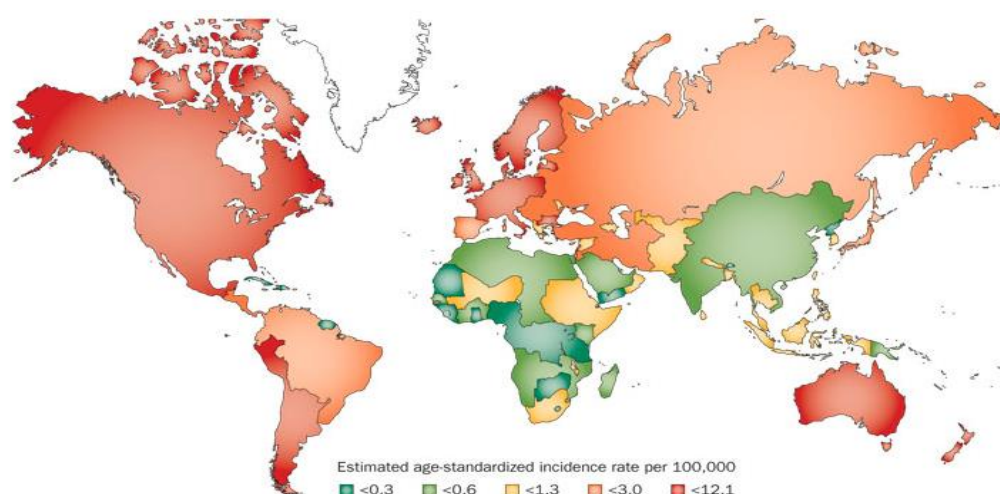 Estimated age-standardized incidence rate per 100,000
<0.3 <0.6 <1.3 <3.0 <12.1